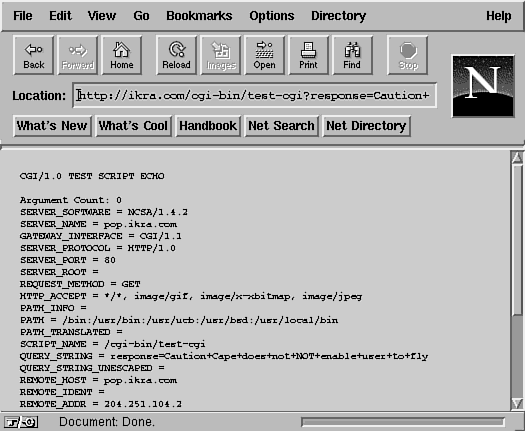 File Edit View Go Bookmarks Options Directory Help
Back Forward Home Reload Images Open Print Find Stop
Location: http://ikra.com/cgi-bin/test-cgi?response=Caution+
N
What's New What's Cool Handbook Net Search Net Directory
CGI/1.0 TEST SCRIPT ECHO
Argument Count: 0
SERVER_SOFTWARE = NCSA/1.4.2
SERVER_NAME = pop.ikra.com
GATEWAY_INTERFACE = CGI/1.1
SERVER_PROTOCOL = HTTP/1.0
SERVER_PORT = 80
SERVER_ROOT =
REQUEST_METHOD = GET
HTTP_ACCEPT = */*, image/gif, image/x-xbitmap, image/jpeg
PATH_INFO =
PATH = /bin:/usr/bin:/usr/ucb:/usr/bsd:/usr/local/bin
PATH_TRANSLATED =
SCRIPT_NAME = /cgi-bin/test-cgi
QUERY_STRING = response=Caution+Cape+does+not+NOT+enable+user+to+fly
QUERY_STRING_UNESCAPED =
REMOTE_HOST = pop.ikra.com
REMOTE_IDENT =
REMOTE_ADDR = 204.251.104.2
Document: Done.